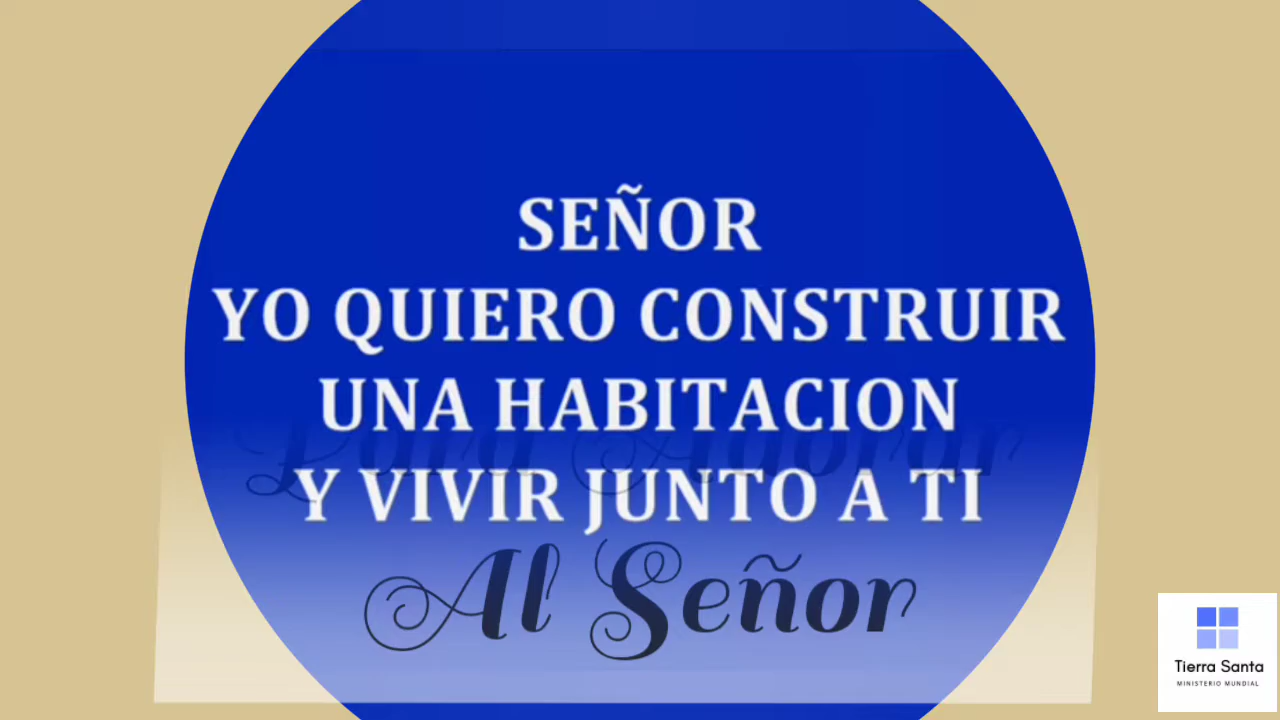 SEÑOR
YO QUIERO CONSTRUIR
UNA HABITACION
Y VIVIR JUNTO A TI
Al Señor
Tierra Santa
MINISTERIO MUNDIAL